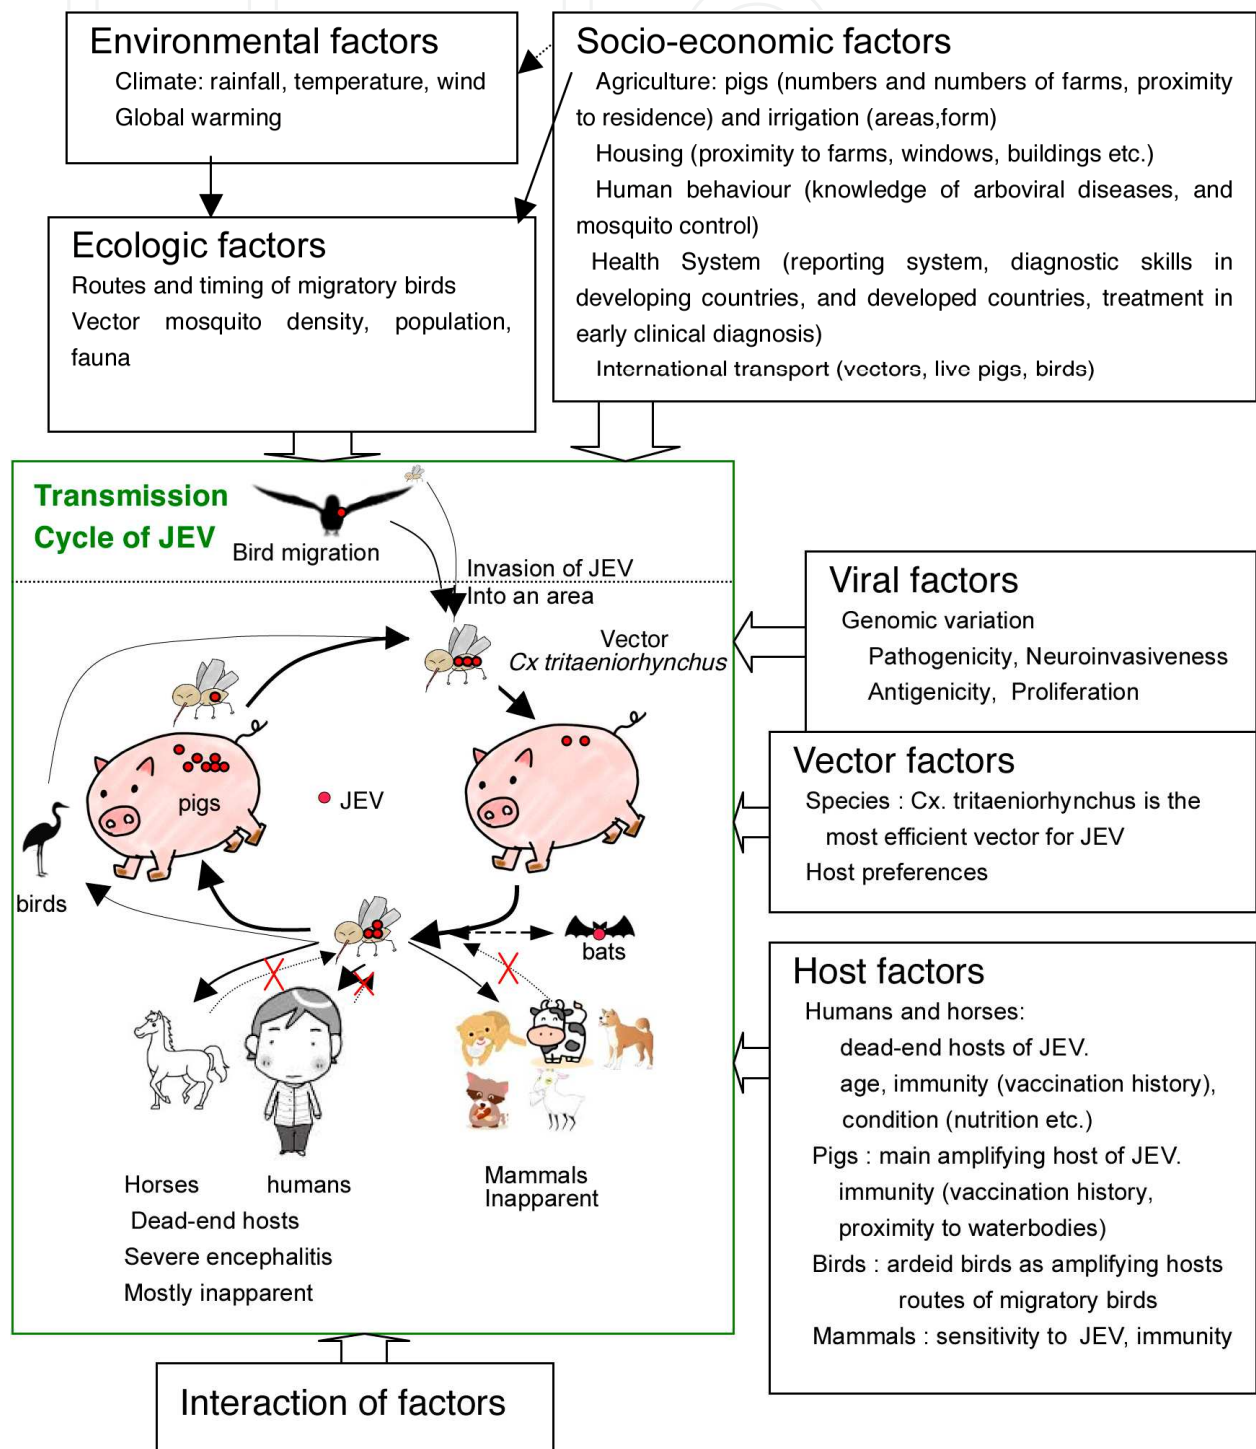 Environmental factors
Climate: rainfall, temperature, wind
Global warming
Socio-economic factors
Agriculture: pigs (numbers and numbers of farms, proximity
to residence) and irrigation (areas,form)
Housing (proximity to farms, windows, buildings etc.)
Human behaviour (knowledge of arboviral diseases, and
mosquito control)
Health System (reporting system, diagnostic skills in
developing countries, and developed countries, treatment in
early clinical diagnosis)
International transport (vectors, live pigs, birds)
Ecologic factors
Routes and timing of migratory birds
Vector mosquito density, population,
fauna
Transmission
Cycle of JEV
Bird migration
Invasion of JEV
Into an area
Vector
Cx tritaeniorhynchus
pigs
JEV
birds
bats
Horses
humans
Dead-end hosts
Severe encephalitis
Mostly inapparent
Mammals
Inapparent
Viral factors
Genomic variation
Pathogenicity, Neuroinvasiveness
Antigenicity, Proliferation
Vector factors
Species : Cx. tritaeniorhynchus is the
most efficient vector for JEV
Host preferences
Host factors
Humans and horses:
dead-end hosts of JEV.
age, immunity (vaccination history),
condition (nutrition etc.)
Pigs : main amplifying host of JEV.
immunity (vaccination history,
proximity to waterbodies)
Birds : ardeid birds as amplifying hosts
routes of migratory birds
Mammals : sensitivity to JEV, immunity
Interaction of factors